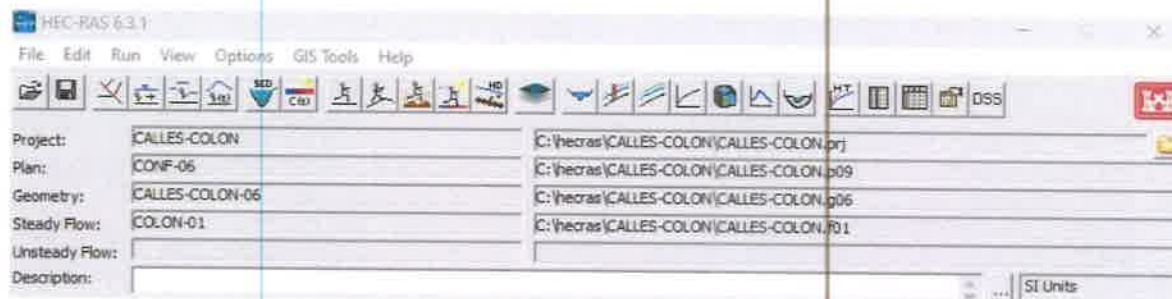 HEC-RAS 6.3.1
File Edit Run View Options GIS Tools Help
SED HD HT DSS
Project: CALLES-COLON C:\hecras\CALLES-COLON\CALLES-COLON.prj
Plan: CONF-06 C:\hecras\CALLES-COLON\CALLES-COLON.p09
Geometry: CALLES-COLON-06 C:\hecras\CALLES-COLON\CALLES-COLON.g06
Steady Flow: COLON-01 C:\hecras\CALLES-COLON\CALLES-COLON.f01
Unsteady Flow:
Description: ... SI Units